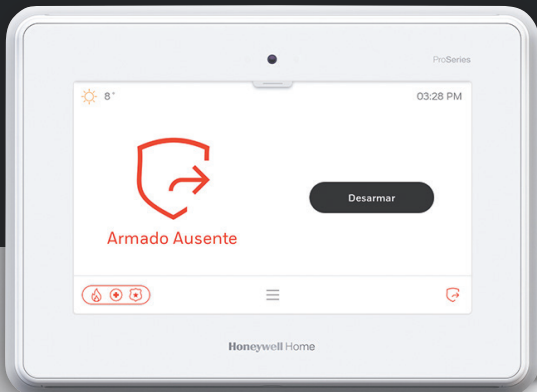 ProSeries
8°
03:28 PM
Desarmar
Armado Ausente
Honeywell Home